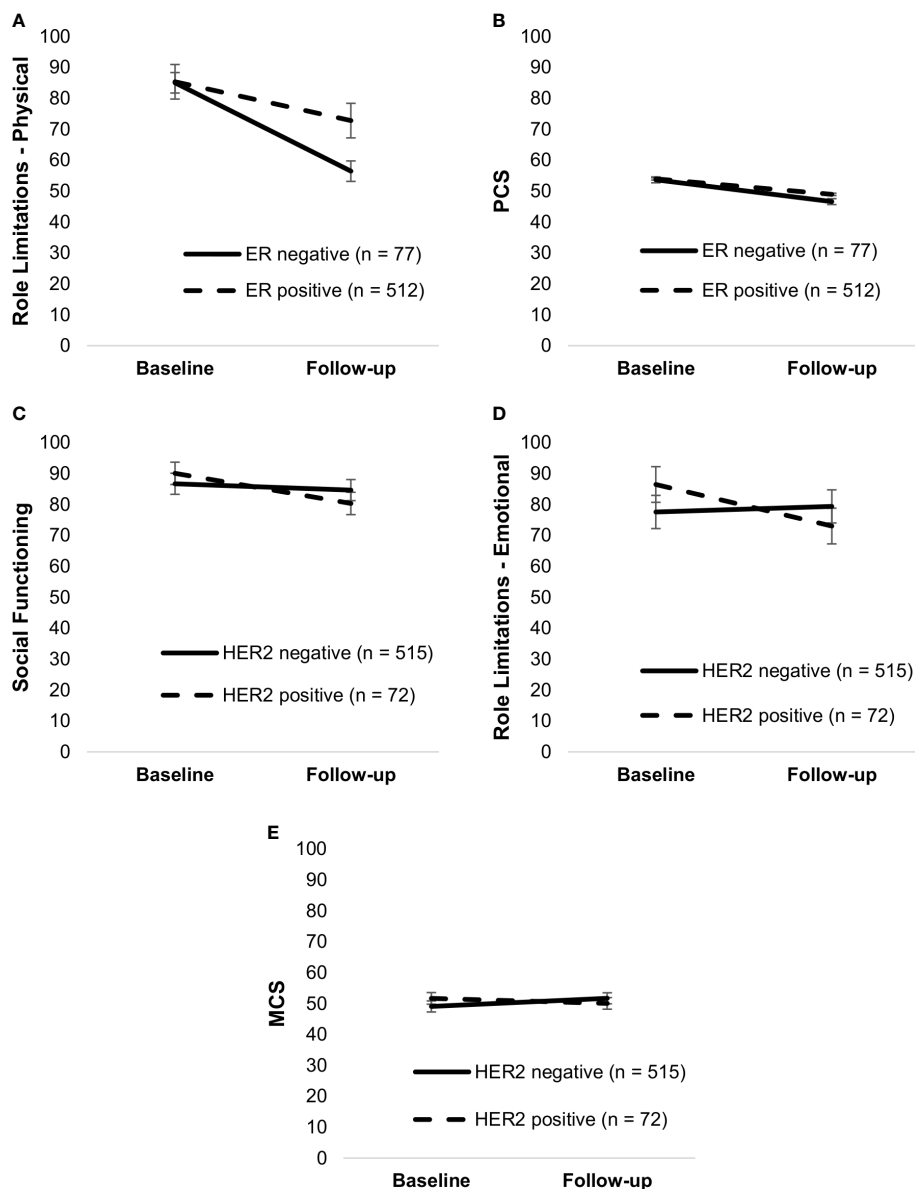 A
100
90
80
70
60
50
40
30
20
10
0
Role Limitations - Physical
ER negative (n = 77)
ER positive (n = 512)
Baseline Follow-up
B
100
90
80
70
60
50
40
30
20
10
0
PCS
ER negative (n = 77)
ER positive (n = 512)
Baseline Follow-up
C
100
90
80
70
60
50
40
30
20
10
0
Social Functioning
HER2 negative (n = 515)
HER2 positive (n = 72)
Baseline Follow-up
D
100
90
80
70
60
50
40
30
20
10
0
Role Limitations - Emotional
HER2 negative (n = 515)
HER2 positive (n = 72)
Baseline Follow-up
E
100
90
80
70
60
50
40
30
20
10
0
MCS
HER2 negative (n = 515)
HER2 positive (n = 72)
Baseline Follow-up